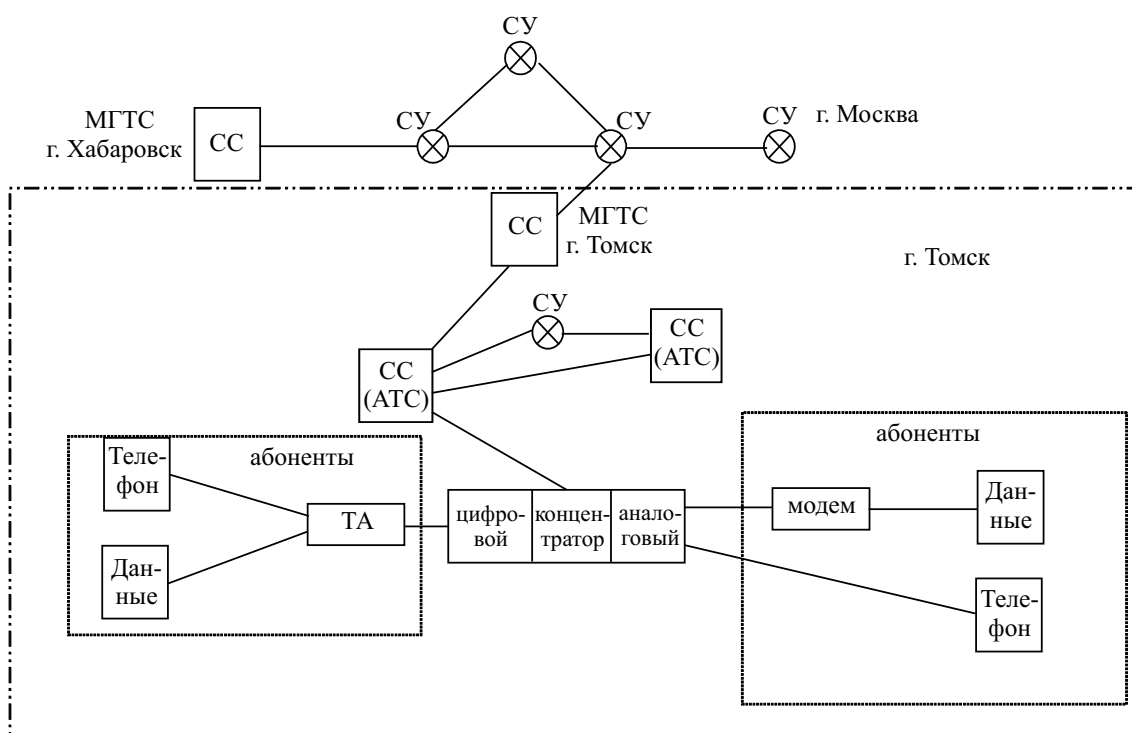 СУ
МГТС
г. Хабаровск
СС
СУ
СУ
СУ
г. Москва
СС
МГТС
г. Томск
г. Томск
СУ
СС
(АТС)
СС
(АТС)
абоненты
Теле-
фон
ТА
Дан-
ные
цифро-
вой
концен-
тратор
анало-
говый
абоненты
модем
Дан-
ные
Теле-
фон